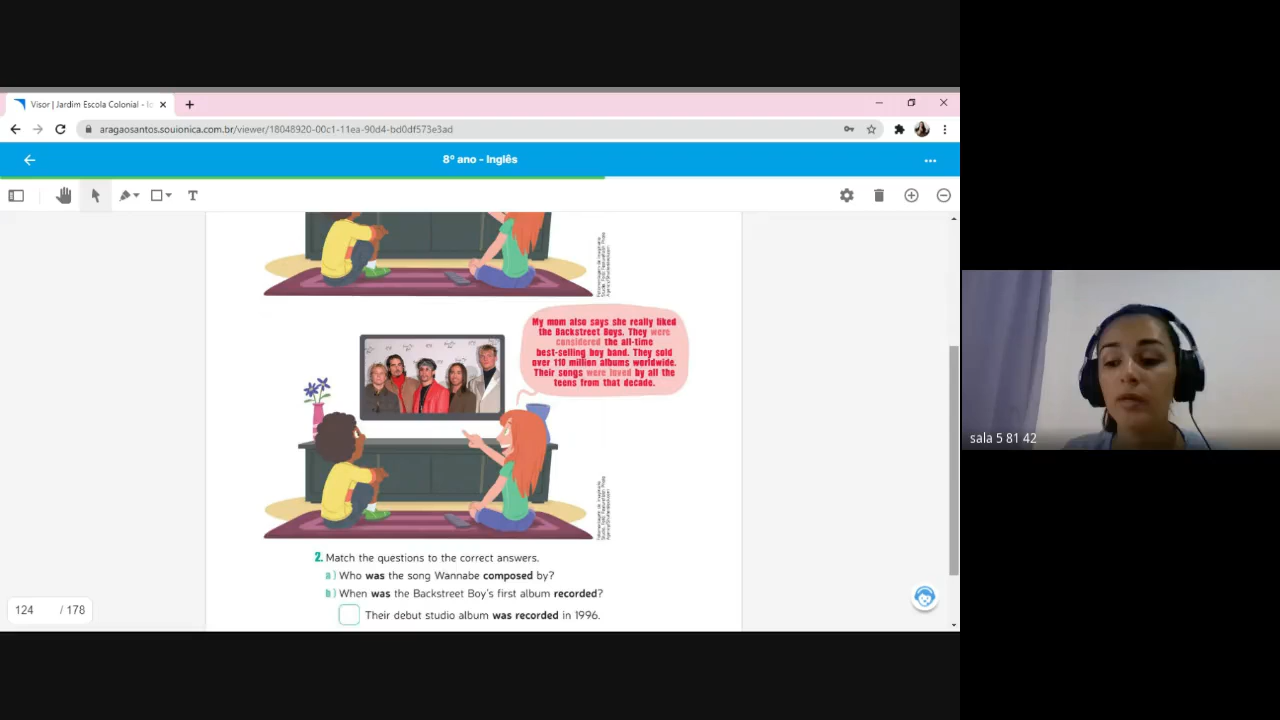 Visor | Jardim Escola Colonial - Io
aragaosantos.souionica.com.br/viewer/18048920-00c1-11ea-90d4-bd0df573e3ad
8º ano - Inglês
T
My mom also says she really liked
the Backstreet Boys. They were
considered the all-time
best-selling boy band. They sold
over 110 million albums worldwide.
Their songs were loved by all the
teens from that decade.
sala 5 81 42
2. Match the questions to the correct answers.
a) Who was the song Wannabe composed by?
b) When was the Backstreet Boy's first album recorded?
Their debut studio album was recorded in 1996.
124 / 178